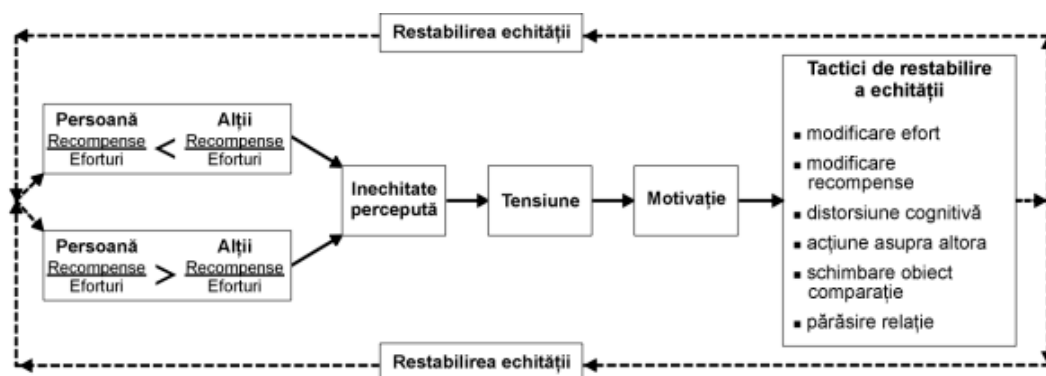 Restabilirea echității
Persoană
Recompense
Eforturi
<
Alții
Recompense
Eforturi
Persoană
Recompense
Eforturi
>
Alții
Recompense
Eforturi
Inechitate
percepută
Tensiune
Motivație
Tactici de restabilire
a echității
▪ modificare efort
▪ modificare
recompense
▪ distorsiune cognitivă
▪ acțiune asupra altora
▪ schimbare obiect
comparație
▪ părăsire relație
Restabilirea echității